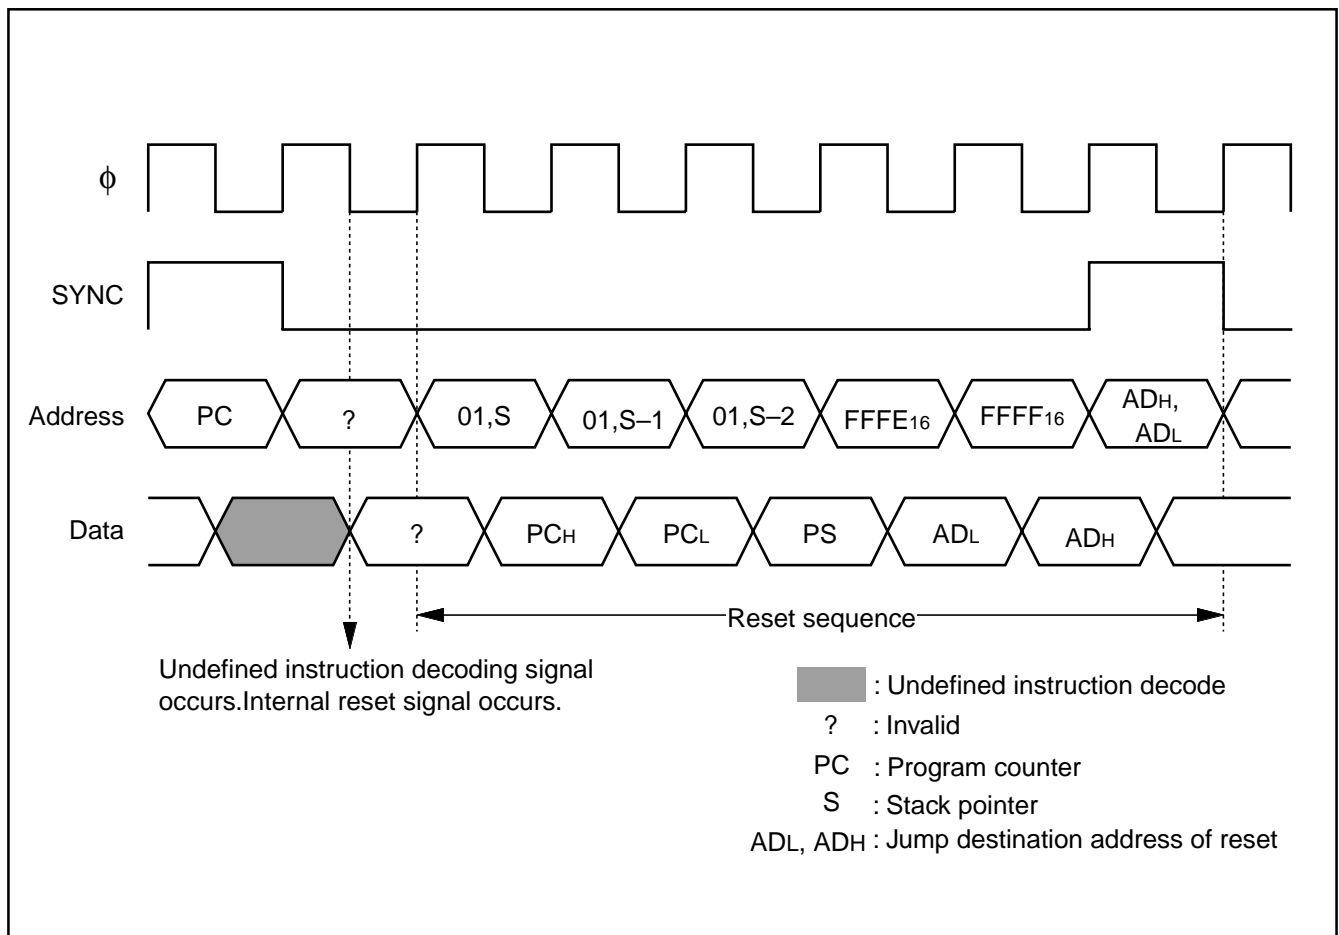 ϕ
SYNC
Address PC ? 01,S 01,S–1 01,S–2 FFFE16 FFFF16 ADH,
ADL
Data ? PCH PCL PS ADL ADH
Reset sequence
Undefined instruction decoding signal
occurs.Internal reset signal occurs.
: Undefined instruction decode
? : Invalid
PC : Program counter
S : Stack pointer
ADL, ADH : Jump destination address of reset